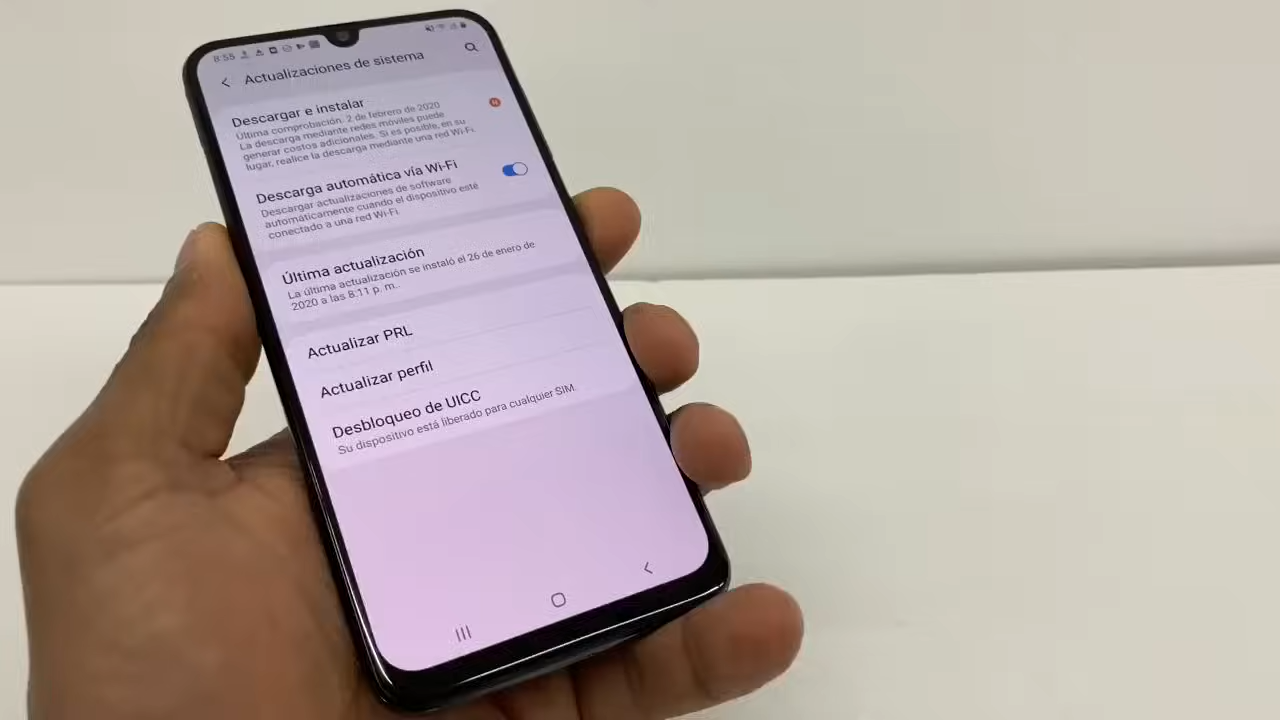 8:55
Actualizaciones de sistema
Descargar e instalar
Última comprobación: 2 de febrero de 2020
La descarga mediante redes móviles puede
generar costos adicionales. Si es posible, en su
lugar, realice la descarga mediante una red Wi-Fi.
N
Descarga automática vía Wi-Fi
Descargar actualizaciones de software
automáticamente cuando el dispositivo esté
conectado a una red Wi-Fi.
Última actualización
La última actualización se instaló el 26 de enero de
2020 a las 8:11 p. m..
Actualizar PRL
Actualizar perfil
Desbloqueo de UICC
Su dispositivo está liberado para cualquier SIM.